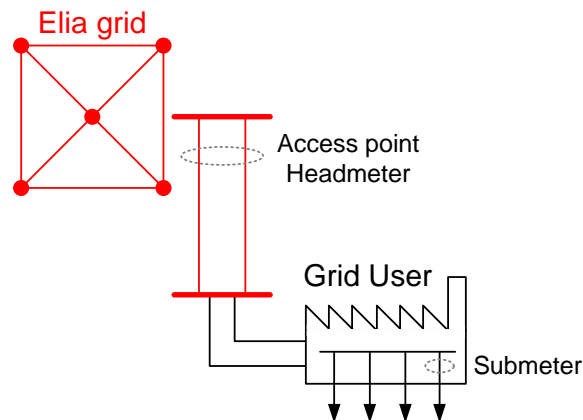 Elia grid
Access point
Headmeter
Grid User
Submeter